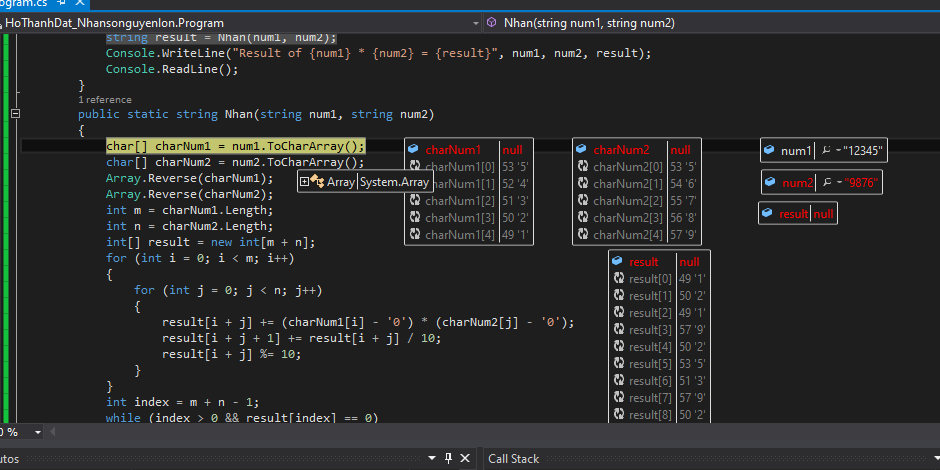 ogram.cs
HoThanhDat_Nhansonguyenlon.Program
Nhan(string num1, string num2)
string result = Nhan(num1, num2);
Console.WriteLine("Result of {num1} * {num2} = {result}", num1, num2, result);
Console.ReadLine();
}
1 reference
public static string Nhan(string num1, string num2)
{
char[] charNum1 = num1.ToCharArray();
char[] charNum2 = num2.ToCharArray();
Array.Reverse(charNum1);
Array.Reverse(charNum2);
int m = charNum1.Length;
int n = charNum2.Length;
int[] result = new int[m + n];
for (int i = 0; i < m; i++)
{
for (int j = 0; j < n; j++)
{
result[i + j] += (charNum1[i] - '0') * (charNum2[j] - '0');
result[i + j + 1] += result[i + j] / 10;
result[i + j] %= 10;
}
}
int index = m + n - 1;
while (index > 0 && result[index] == 0)
Array System.Array
charNum1 null
charNum1[0] 53 '5'
charNum1[1] 52 '4'
charNum1[2] 51 '3'
charNum1[3] 50 '2'
charNum1[4] 49 '1'
charNum2 null
charNum2[0] 53 '5'
charNum2[1] 54 '6'
charNum2[2] 55 '7'
charNum2[3] 56 '8'
charNum2[4] 57 '9'
num1 "12345"
num2 "9876"
result null
result null
result[0] 49 '1'
result[1] 50 '2'
result[2] 49 '1'
result[3] 57 '9'
result[4] 50 '2'
result[5] 53 '5'
result[6] 51 '3'
result[7] 57 '9'
result[8] 50 '2'
0 %
utos
Call Stack